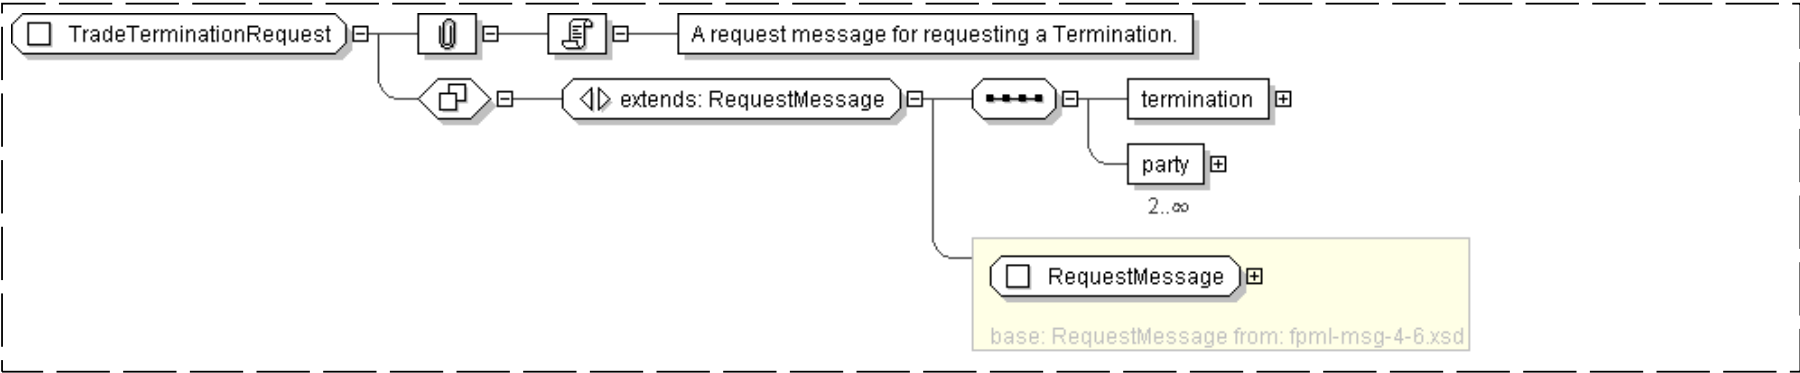 TradeTerminationRequest
A request message for requesting a Termination.
extends: RequestMessage
termination
party
2..∞
RequestMessage
base: RequestMessage from: fpml-msg-4-6.xsd